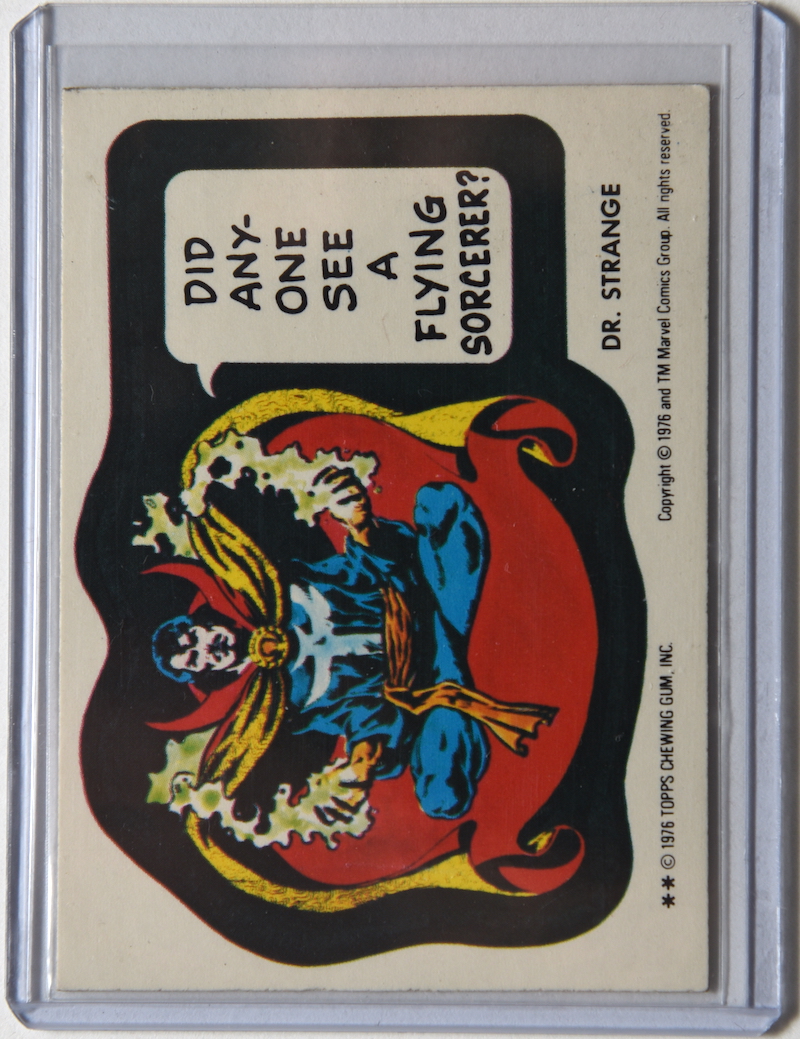 DID
ANY-
ONE
SEE
A
FLYING
SORCERER?
DR. STRANGE
** © 1976 TOPPS CHEWING GUM, INC.
Copyright © 1976 and TM Marvel Comics Group. All rights reserved.